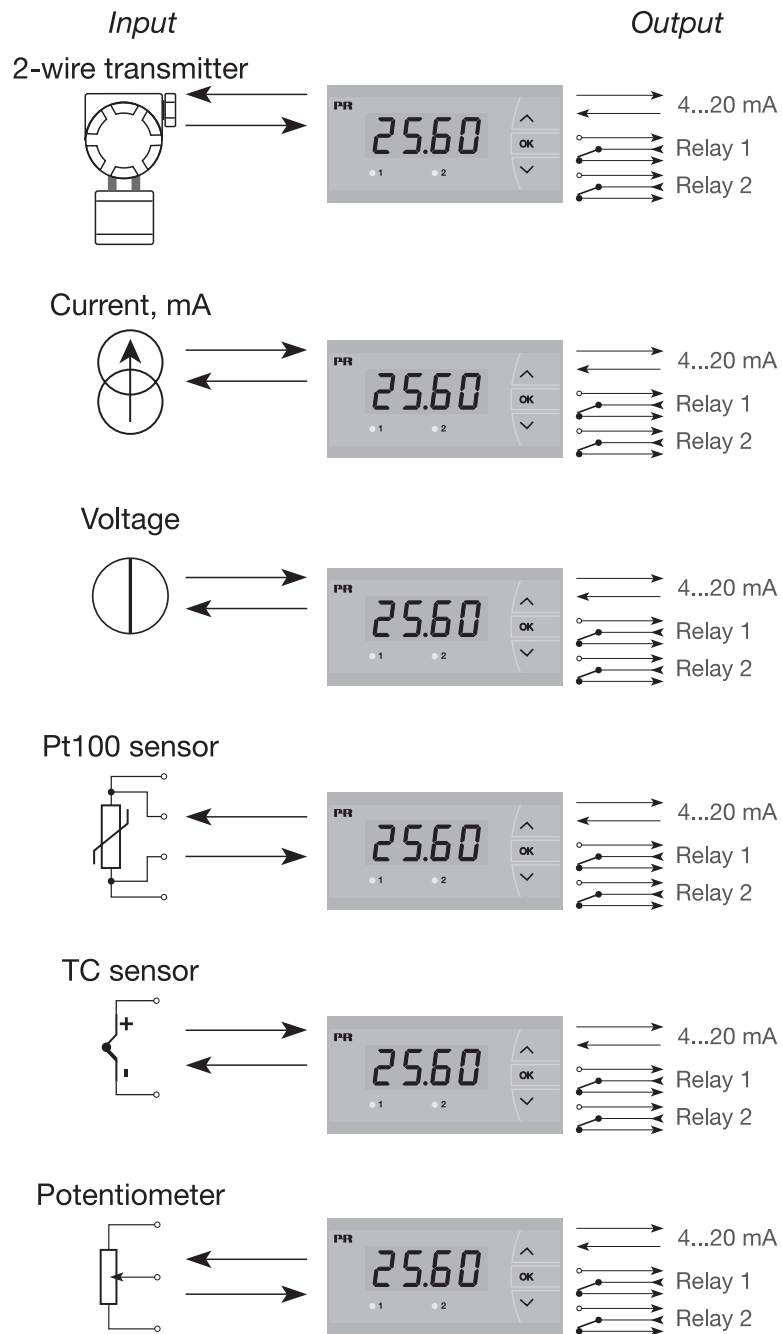 Input Output
2-wire transmitter
PR
25.60
OK
1 2
4...20 mA
Relay 1
Relay 2
Current, mA
PR
25.60
OK
1 2
4...20 mA
Relay 1
Relay 2
Voltage
PR
25.60
OK
1 2
4...20 mA
Relay 1
Relay 2
Pt100 sensor
PR
25.60
OK
1 2
4...20 mA
Relay 1
Relay 2
TC sensor
+
-
PR
25.60
OK
1 2
4...20 mA
Relay 1
Relay 2
Potentiometer
PR
25.60
OK
1 2
4...20 mA
Relay 1
Relay 2